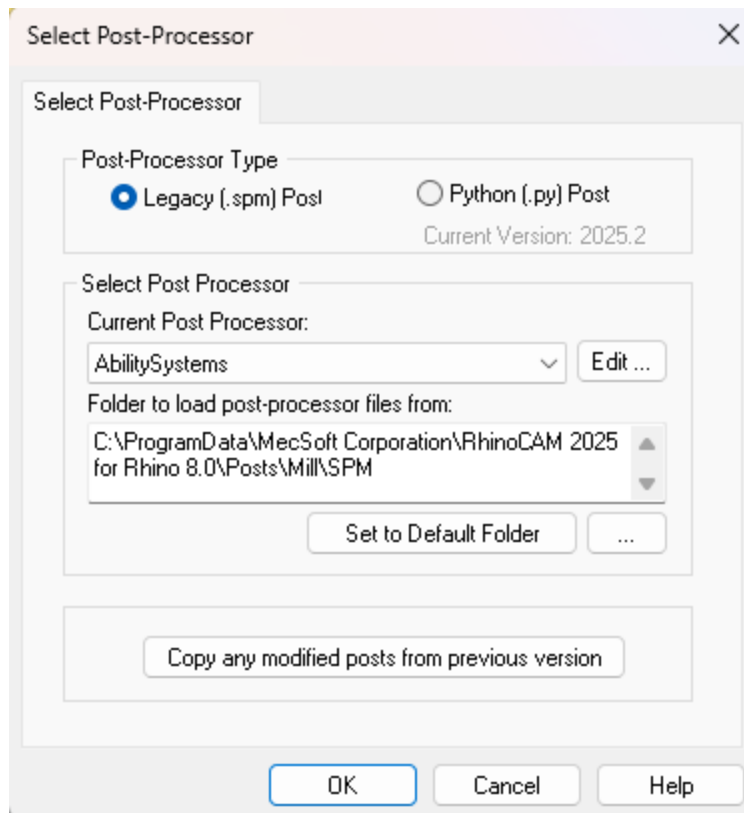 Select Post-Processor
Select Post-Processor
Post-Processor Type
Legacy (.spm) Post
Python (.py) Post
Current Version: 2025.2
Select Post Processor
Current Post Processor:
AbilitySystems
Edit ...
Folder to load post-processor files from:
C:\ProgramData\MecSoft Corporation\RhinoCAM 2025
for Rhino 8.0\Posts\Mill\SPM
Set to Default Folder
...
Copy any modified posts from previous version
OK
Cancel
Help